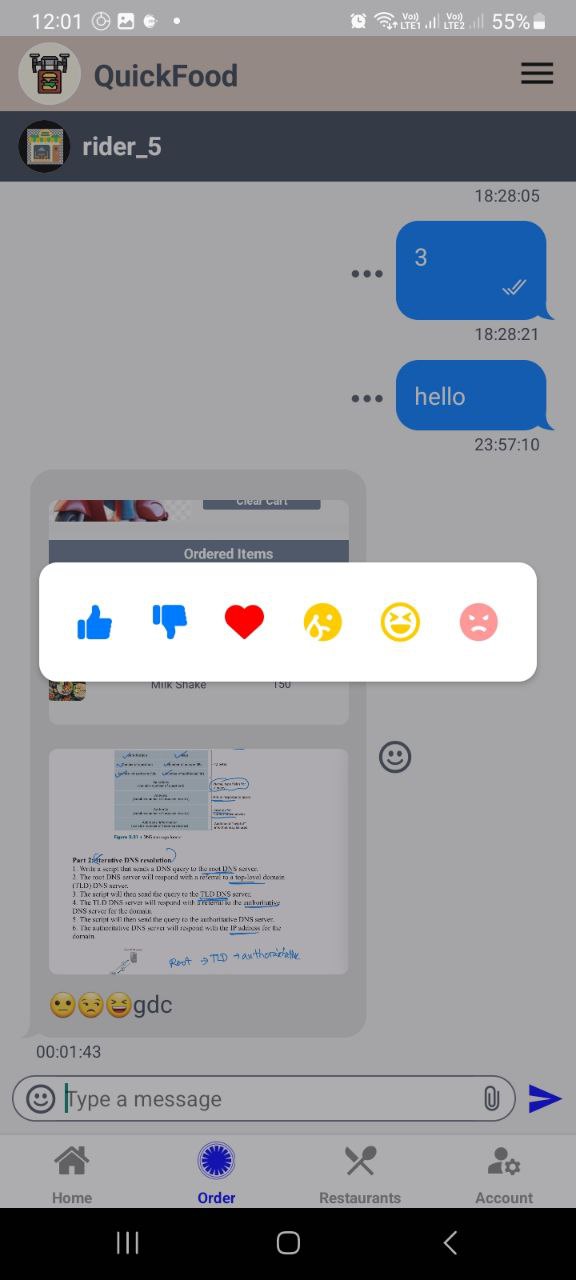 12:01
Vo)) LTE1
Vo)) LTE2
55%
QuickFood
rider_5
18:28:05
3
18:28:21
hello
23:57:10
Clear Cart
Ordered Items
Milk Shake 150
Part 2: Iterative DNS resolution
1. Write a script that sends a DNS query to the root DNS server.
2. The root DNS server will respond with a referral to a top-level domain
(TLD) DNS server.
3. The script will then send the query to the TLD DNS server.
4. The TLD DNS server will respond with a referral to the authoritative
DNS server for the domain.
5. The script will then send the query to the authoritative DNS server.
6. The authoritative DNS server will respond with the IP address for the
domain.
Root → TLD → authoritative
😐😒😆gdc
00:01:43
Type a message
Home
Order
Restaurants
Account